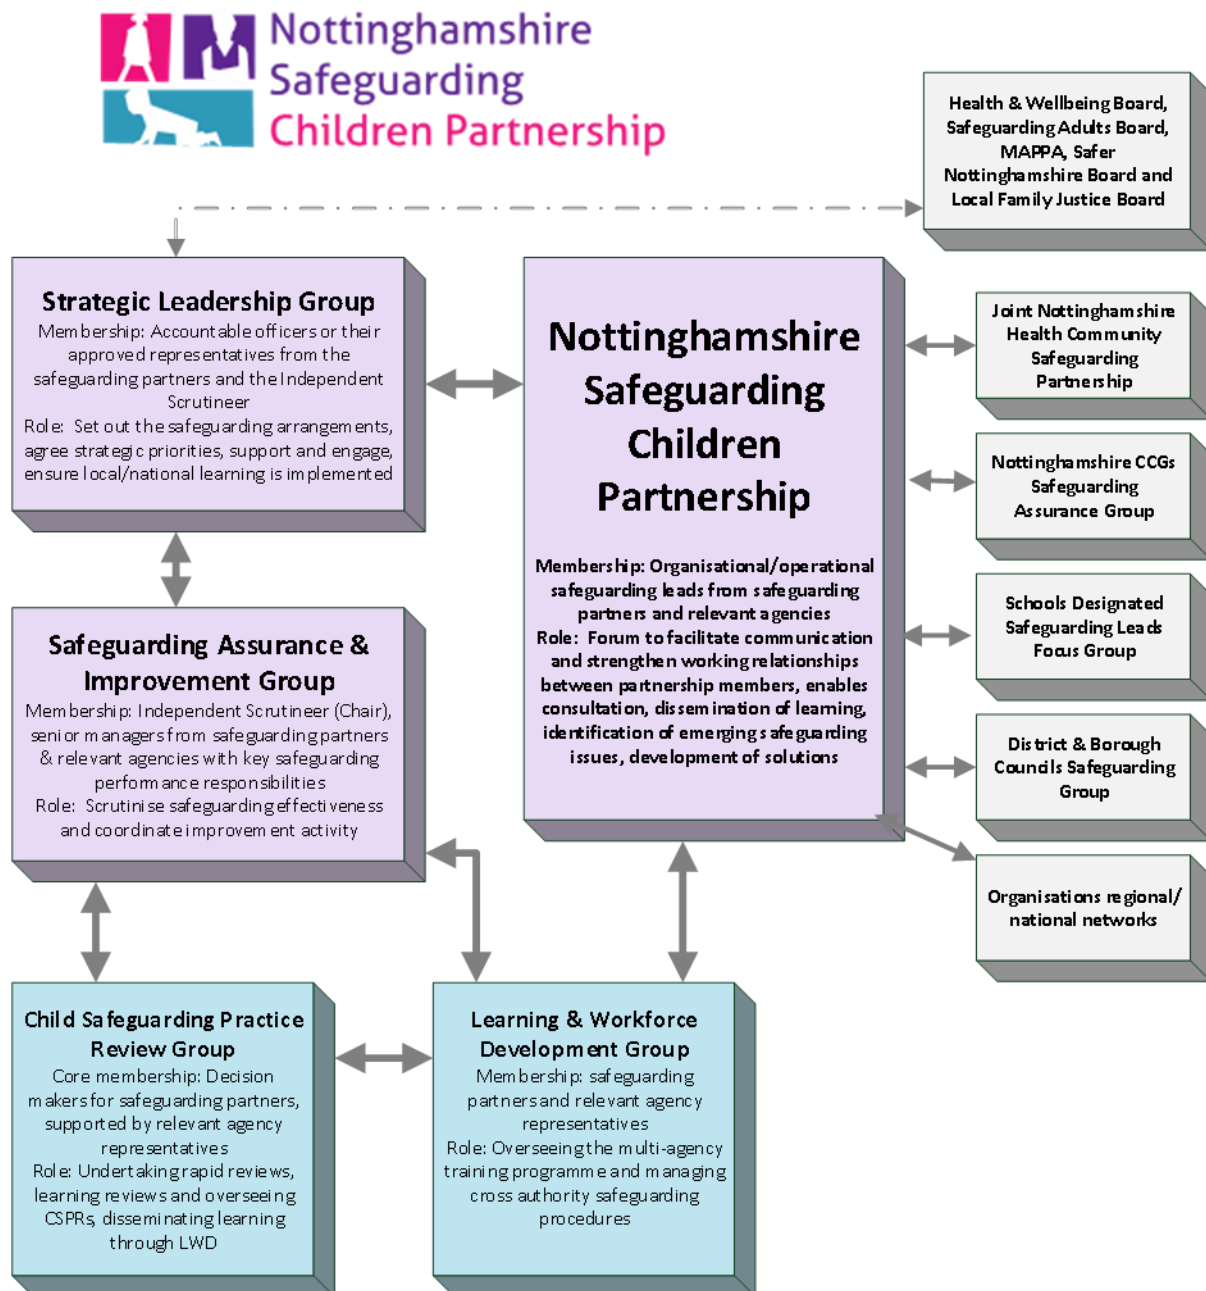 Nottinghamshire
Safeguarding
Children Partnership
Health & Wellbeing Board,
Safeguarding Adults Board,
MAPPA, Safer
Nottinghamshire Board and
Local Family Justice Board
Strategic Leadership Group
Membership: Accountable officers or their
approved representatives from the
safeguarding partners and the Independent
Scrutineer
Role: Set out the safeguarding arrangements,
agree strategic priorities, support and engage,
ensure local/national learning is implemented
Nottinghamshire
Safeguarding
Children
Partnership
Membership: Organisational/operational
safeguarding leads from safeguarding
partners and relevant agencies
Role: Forum to facilitate communication
and strengthen working relationships
between partnership members, enables
consultation, dissemination of learning,
identification of emerging safeguarding
issues, development of solutions
Joint Nottinghamshire
Health Community
Safeguarding
Partnership
Nottinghamshire CCGs
Safeguarding
Assurance Group
Schools Designated
Safeguarding Leads
Focus Group
District & Borough
Councils Safeguarding
Group
Organisations regional/
national networks
Safeguarding Assurance &
Improvement Group
Membership: Independent Scrutineer (Chair),
senior managers from safeguarding partners
& relevant agencies with key safeguarding
performance responsibilities
Role: Scrutinise safeguarding effectiveness
and coordinate improvement activity
Child Safeguarding Practice
Review Group
Core membership: Decision
makers for safeguarding partners,
supported by relevant agency
representatives
Role: Undertaking rapid reviews,
learning reviews and overseeing
CSPRs, disseminating learning
through LWD
Learning & Workforce
Development Group
Membership: safeguarding
partners and relevant agency
representatives
Role: Overseeing the multi-agency
training programme and managing
cross authority safeguarding
procedures